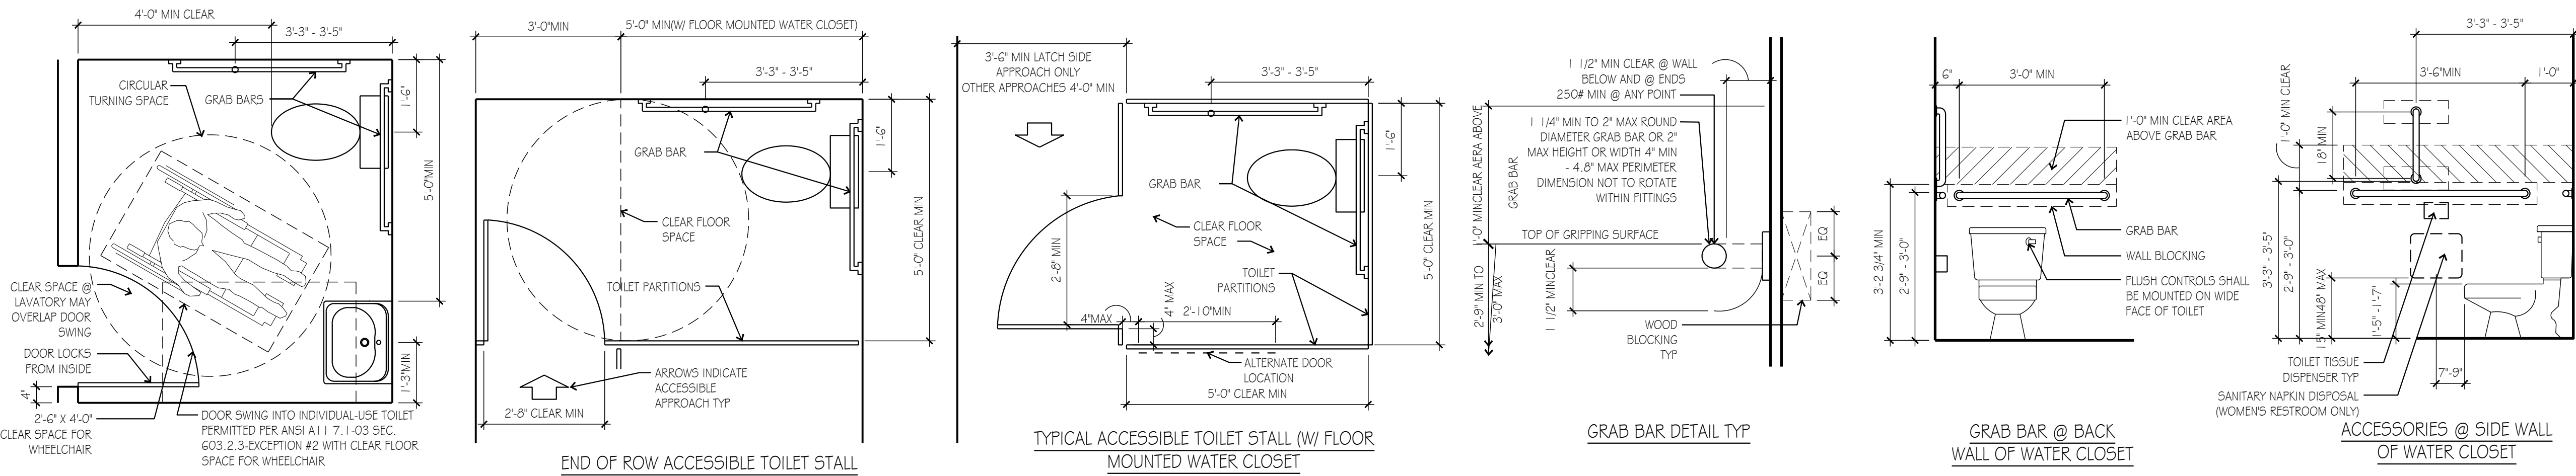 4'-0" MIN CLEAR
3'-3" - 3'-5"
CIRCULAR
TURNING SPACE
GRAB BARS
1'-6"
5'-0"MIN
CLEAR SPACE @
LAVATORY MAY
OVERLAP DOOR
SWING
DOOR LOCKS
FROM INSIDE
4"
1'-3"MIN
2'-6" X 4'-0"
CLEAR SPACE FOR
WHEELCHAIR
DOOR SWING INTO INDIVIDUAL-USE TOILET
PERMITTED PER ANSI A11 7.1-03 SEC.
603.2.3-EXCEPTION #2 WITH CLEAR FLOOR
SPACE FOR WHEELCHAIR
3'-0"MIN
5'-0" MIN(W/ FLOOR MOUNTED WATER CLOSET)
3'-3" - 3'-5"
GRAB BAR
1'-6"
CLEAR FLOOR
SPACE
5'-0" CLEAR MIN
TOILET PARTITIONS
ARROWS INDICATE
ACCESSIBLE
APPROACH TYP
2'-8" CLEAR MIN
END OF ROW ACCESSIBLE TOILET STALL
3'-6" MIN LATCH SIDE
APPROACH ONLY
OTHER APPROACHES 4'-0" MIN
3'-3" - 3'-5"
1'-6"
GRAB BAR
CLEAR FLOOR
SPACE
2'-8" MIN
TOILET
PARTITIONS
5'-0" CLEAR MIN
4"MAX
4" MAX
2'-10"MIN
ALTERNATE DOOR
LOCATION
5'-0" CLEAR MIN
TYPICAL ACCESSIBLE TOILET STALL (W/ FLOOR
MOUNTED WATER CLOSET
1 1/2" MIN CLEAR @ WALL
BELOW AND @ ENDS
250# MIN @ ANY POINT
1 1/4" MIN TO 2" MAX ROUND
DIAMETER GRAB BAR OR 2"
MAX HEIGHT OR WIDTH 4" MIN
- 4.8" MAX PERIMETER
DIMENSION NOT TO ROTATE
WITHIN FITTINGS
1'-0" MINCLEAR AERA ABOVE
GRAB BAR
TOP OF GRIPPING SURFACE
2'-9" MIN TO
3'-0" MAX
1 1/2" MINCLEAR
EQ
EQ
WOOD
BLOCKING
TYP
GRAB BAR DETAIL TYP
6"
3'-0" MIN
1'-0" MIN CLEAR AREA
ABOVE GRAB BAR
3'-2 3/4" MIN
2'-9" - 3'-0"
GRAB BAR
WALL BLOCKING
FLUSH CONTROLS SHALL
BE MOUNTED ON WIDE
FACE OF TOILET
GRAB BAR @ BACK
WALL OF WATER CLOSET
3'-3" - 3'-5"
3'-6"MIN
1'-0"
1'-0" MIN CLEAR
18" MIN
3'-3" - 3'-5"
2'-9" - 3'-0"
15" MIN48" MAX
1'-5" -1'-7"
7"-9"
TOILET TISSUE
DISPENSER TYP
SANITARY NAPKIN DISPOSAL
(WOMEN'S RESTROOM ONLY)
ACCESSORIES @ SIDE WALL
OF WATER CLOSET